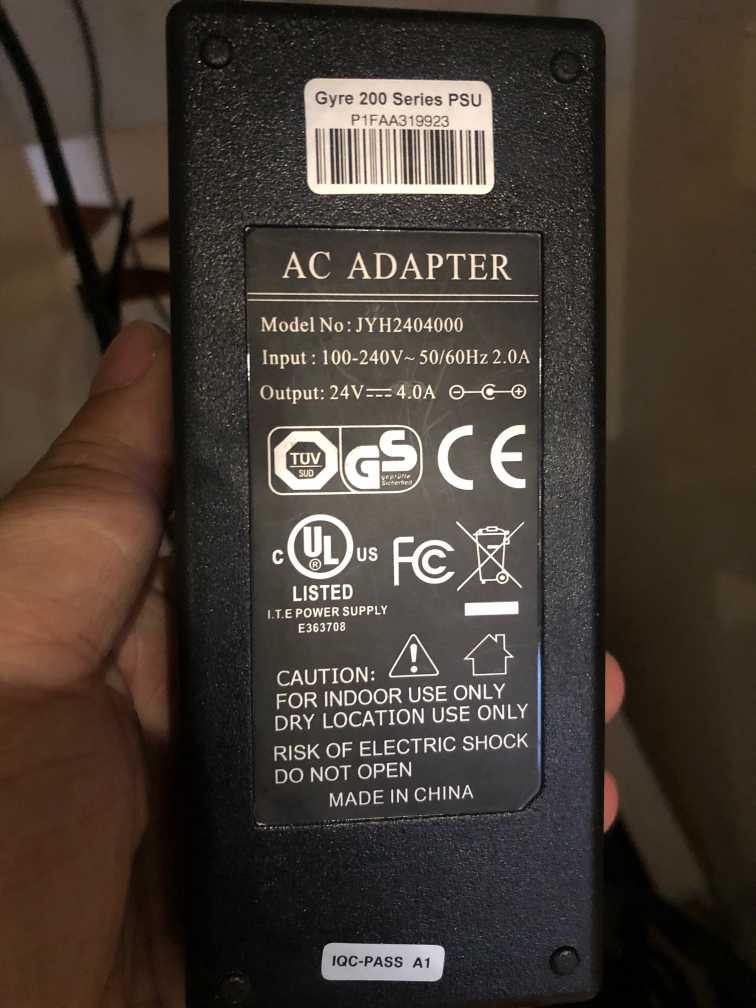 Gyre 200 Series PSU
P1FAA319923
AC ADAPTER
Model No: JYH2404000
Input : 100-240V~ 50/60Hz 2.0A
Output: 24V⎓ 4.0A
TUV
SUD
GS
geprüfte
Sicherheit
CE
C UL US
®
LISTED
I.T.E POWER SUPPLY
E363708
FC
CAUTION:
FOR INDOOR USE ONLY
DRY LOCATION USE ONLY
RISK OF ELECTRIC SHOCK
DO NOT OPEN
MADE IN CHINA
IQC-PASS A1